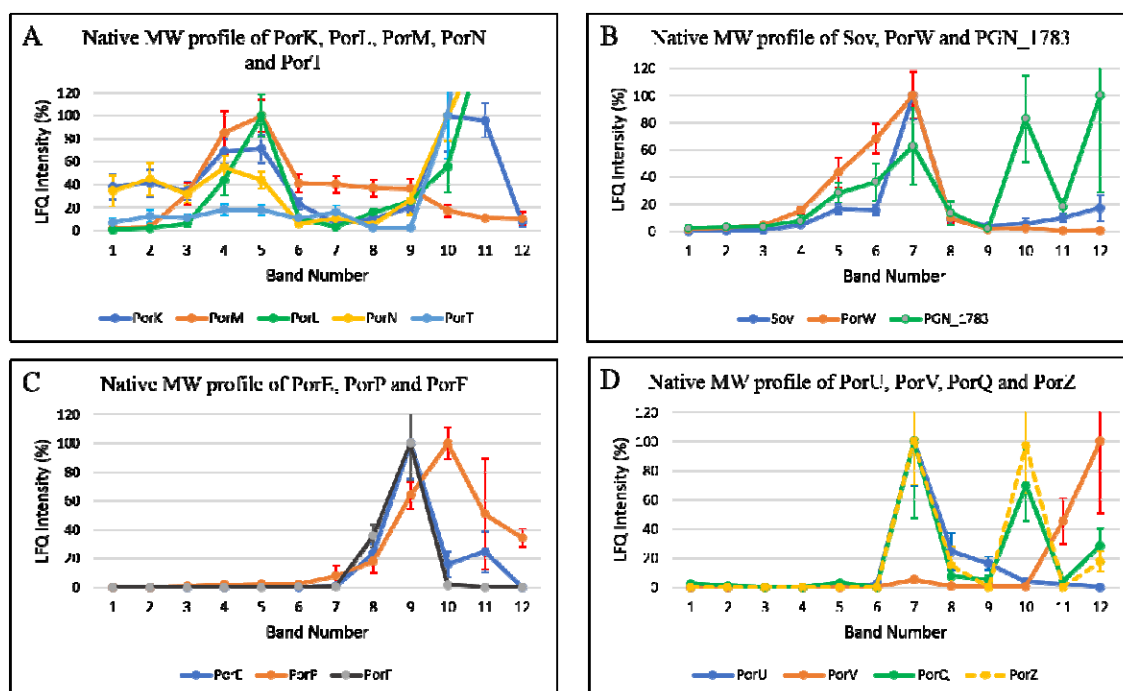 A
Native MW profile of PorK, PorL, PorM, PorN
and PorT
LFQ Intensity (%)
120
100
80
60
40
20
0
1 2 3 4 5 6 7 8 9 10 11 12
Band Number
PorK PorM PorL PorN PorT
B
Native MW profile of Sov, PorW and PGN_1783
LFQ Intensity (%)
120
100
80
60
40
20
0
1 2 3 4 5 6 7 8 9 10 11 12
Band Number
Sov PorW PGN_1783
C
Native MW profile of PorE, PorP and PorF
LFQ Intensity (%)
120
100
80
60
40
20
0
1 2 3 4 5 6 7 8 9 10 11 12
Band Number
PorE PorP PorF
D
Native MW profile of PorU, PorV, PorQ and PorZ
LFQ Intensity (%)
120
100
80
60
40
20
0
1 2 3 4 5 6 7 8 9 10 11 12
Band Number
PorU PorV PorQ PorZ